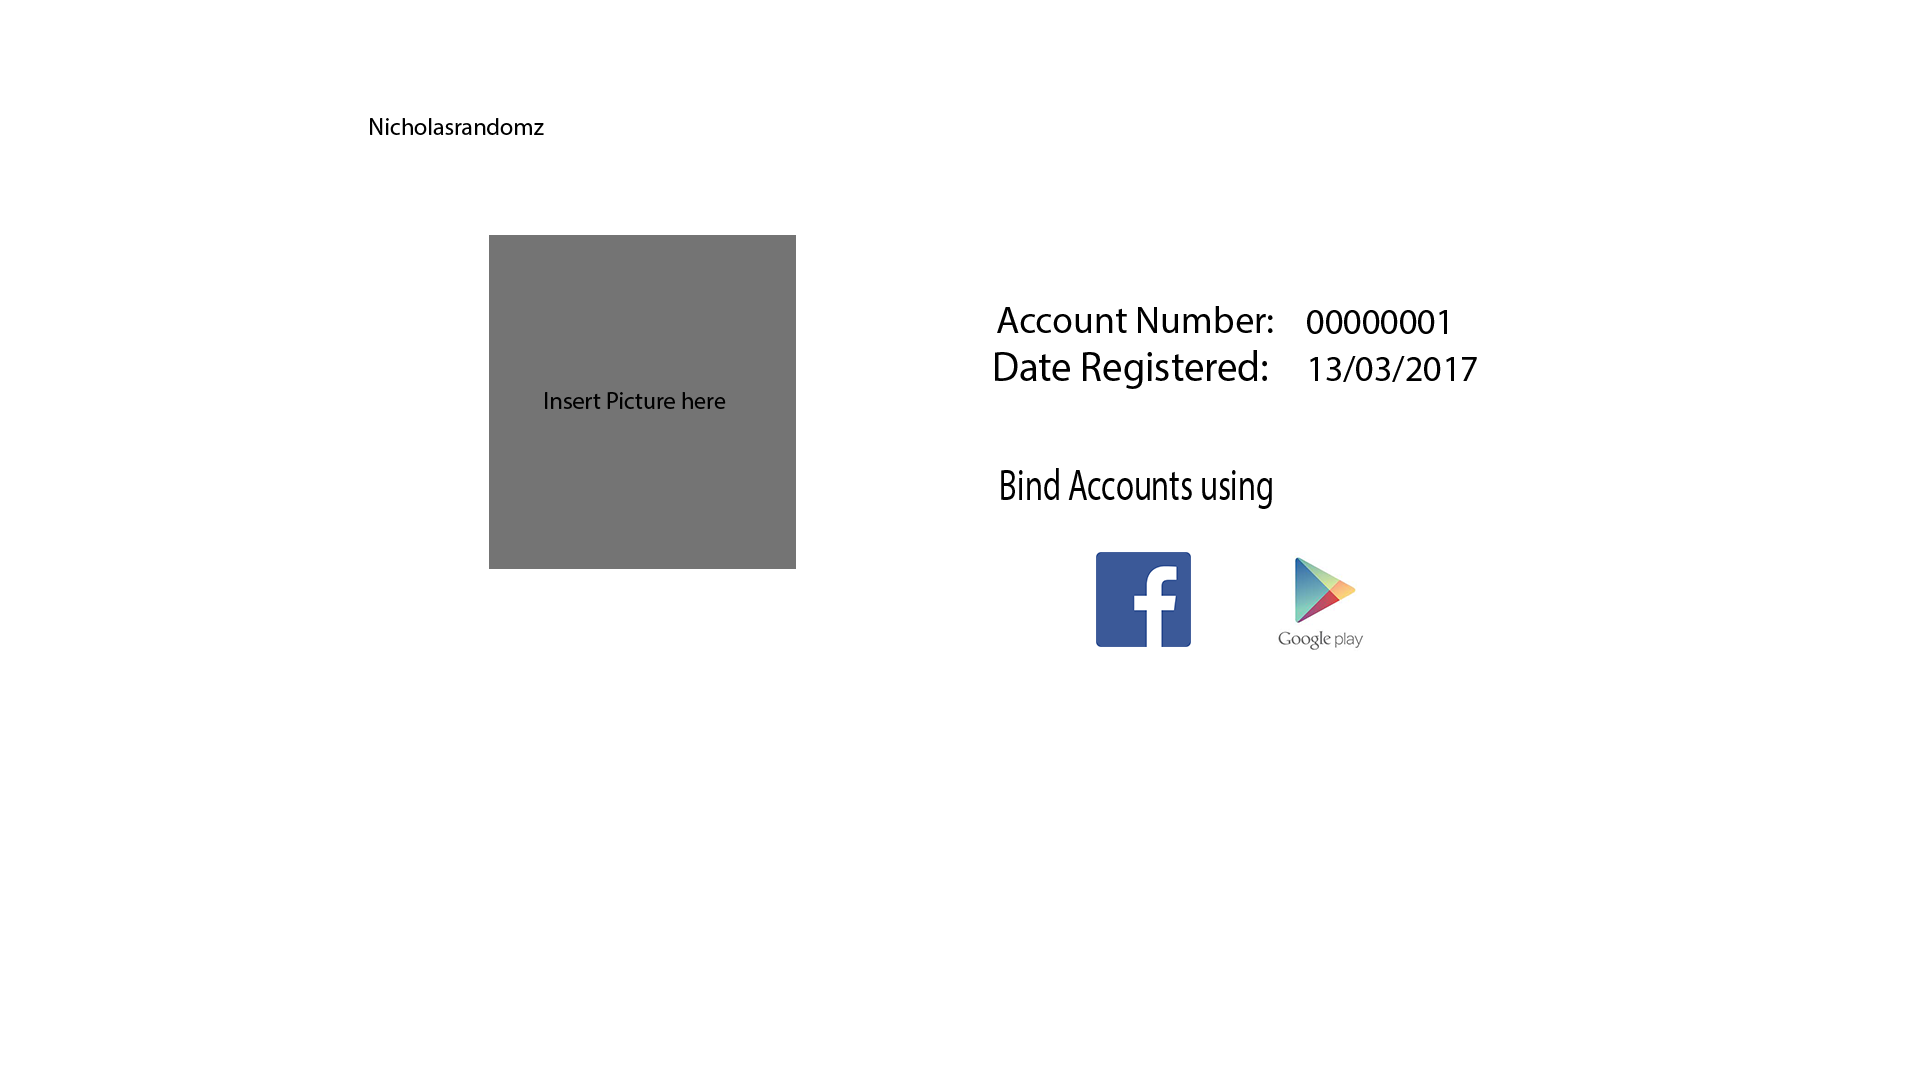 Nicholasrandomz
Insert Picture here
Account Number: 00000001
Date Registered: 13/03/2017
Bind Accounts using
f
Google play